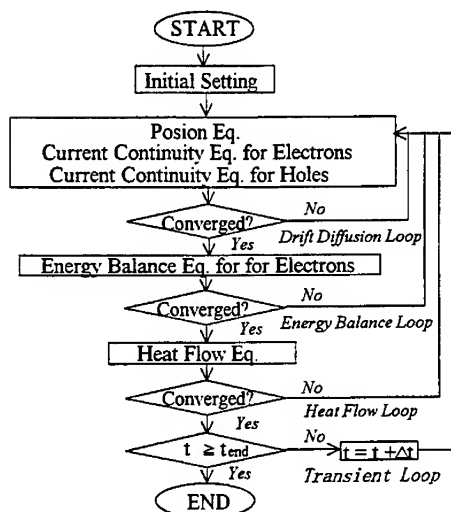 START
Initial Setting
Posion Eq.
Current Continuity Eq. for Electrons
Current Continuity Eq. for Holes
Converged?
No
Drift Diffusion Loop
Yes
Energy Balance Eq. for for Electrons
Converged?
No
Energy Balance Loop
Yes
Heat Flow Eq.
Converged?
No
Heat Flow Loop
Yes
t ≥ tend
No
t = t +Δt
Transient Loop
Yes
END